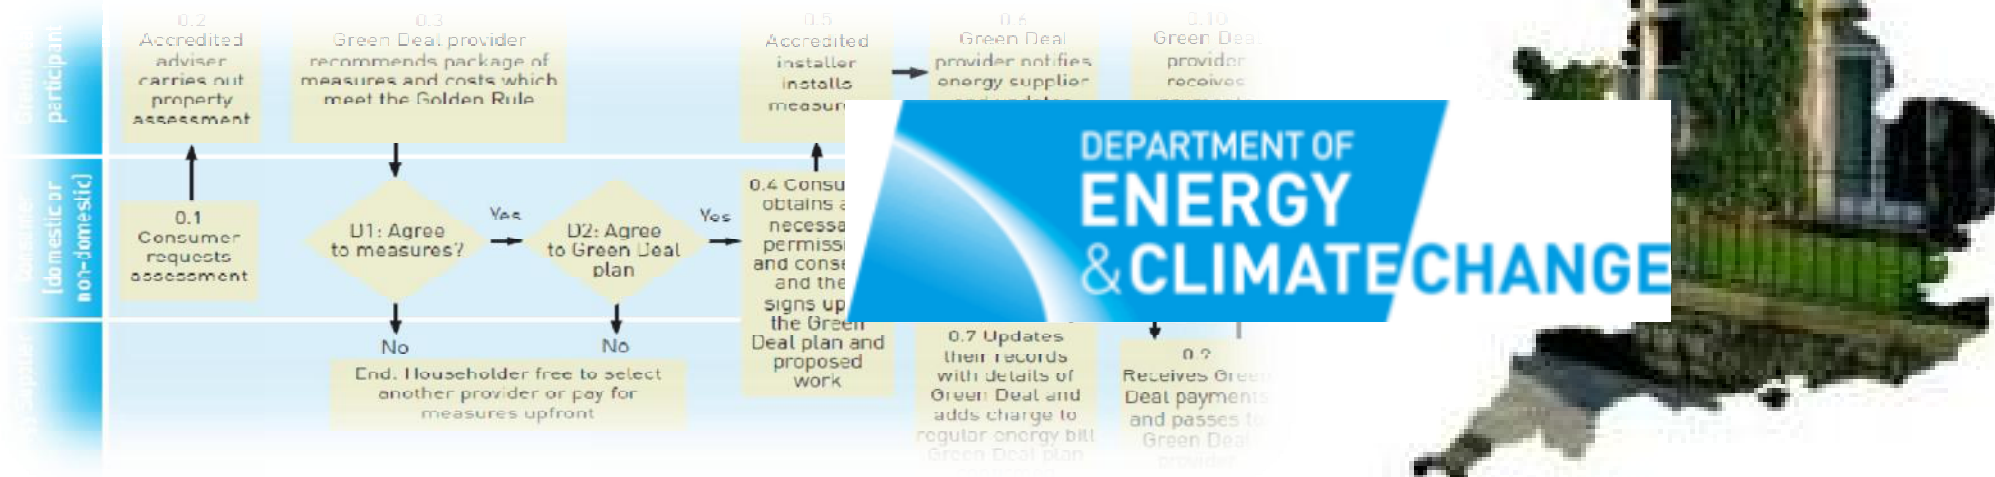 participant
0.2
Accredited
adviser
carries out
property
assessment
0.3
Green Deal provider
recommends package of
measures and costs which
meet the Golden Rule
0.5
Accredited
installer
installs
0.6
Green Deal
provider notifies
energy supplier
0.10
Green
provider
receives
(domestic or
non-domestic)
0.1
Consumer
requests
assessment
D1: Agree
to measures?
Yes
D2: Agree
to Green Deal
plan
Yes
0.4
obtains
and
and the
signs up
the Green
Deal plan and
proposed
work
No
No
End. Householder free to select
another provider or pay for
measures upfront
DEPARTMENT OF
ENERGY
& CLIMATE CHANGE
0.7 Updates
their records
with details of
Green Deal and
adds charge to
regular energy bill
Green Deal plan
0.9
Receives
Deal payments
and passes to
Green Deal
provider